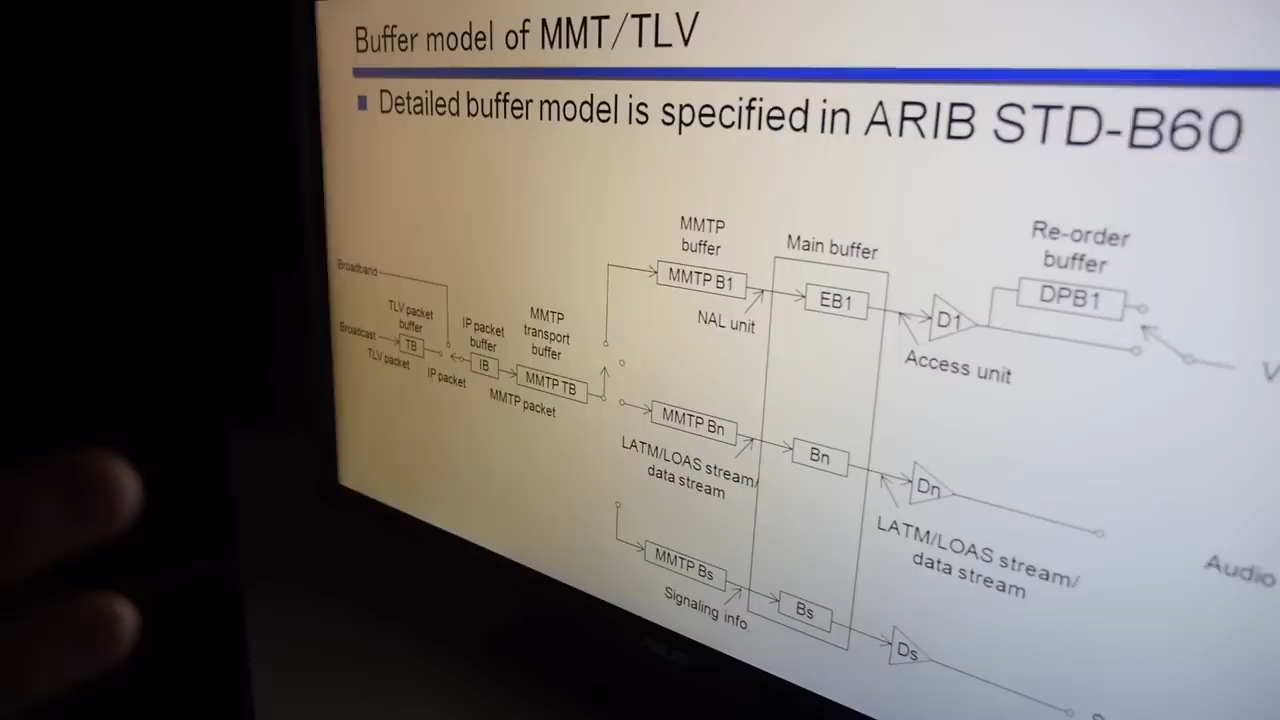 Buffer model of MMT/TLV
Detailed buffer model is specified in ARIB STD-B60
MMTP
buffer
Main buffer
Re-order
buffer
Broadband
MMTP B1
EB1
DPB1
NAL unit
D1
Access unit
TLV packet
buffer
IP packet
buffer
MMTP
transport
buffer
Broadcast
TB
IB
MMTP TB
TLV packet
IP packet
MMTP packet
MMTP Bn
Bn
Dn
LATM/LOAS stream/
data stream
LATM/LOAS stream/
data stream
Audio
MMTP Bs
Bs
Ds
Signaling info.